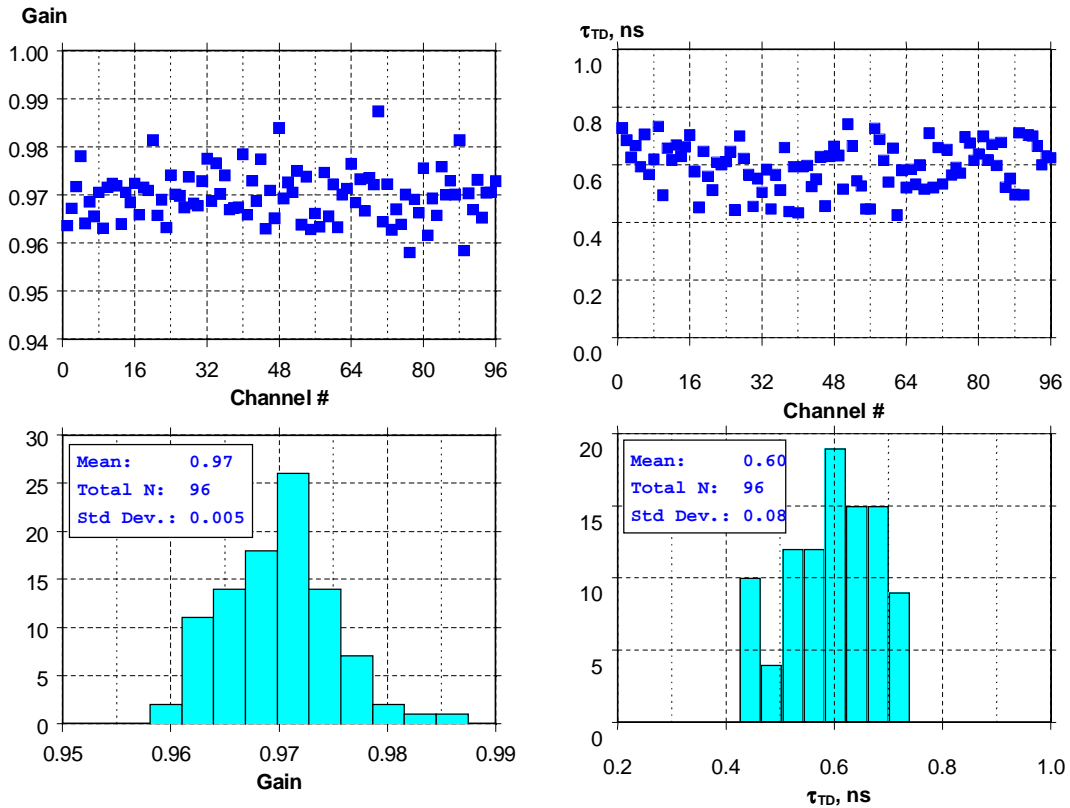 Gain
1.00
0.99
0.98
0.97
0.96
0.95
0.94
0 16 32 48 64 80 96
Channel #
τTD, ns
1.0
0.8
0.6
0.4
0.2
0.0
0 16 32 48 64 80 96
Channel #
30
25
20
15
10
5
0
Mean: 0.97
Total N: 96
Std Dev.: 0.005
0.95 0.96 0.97 0.98 0.99
Gain
20
15
10
5
0
Mean: 0.60
Total N: 96
Std Dev.: 0.08
0.2 0.4 0.6 0.8 1.0
τTD, ns